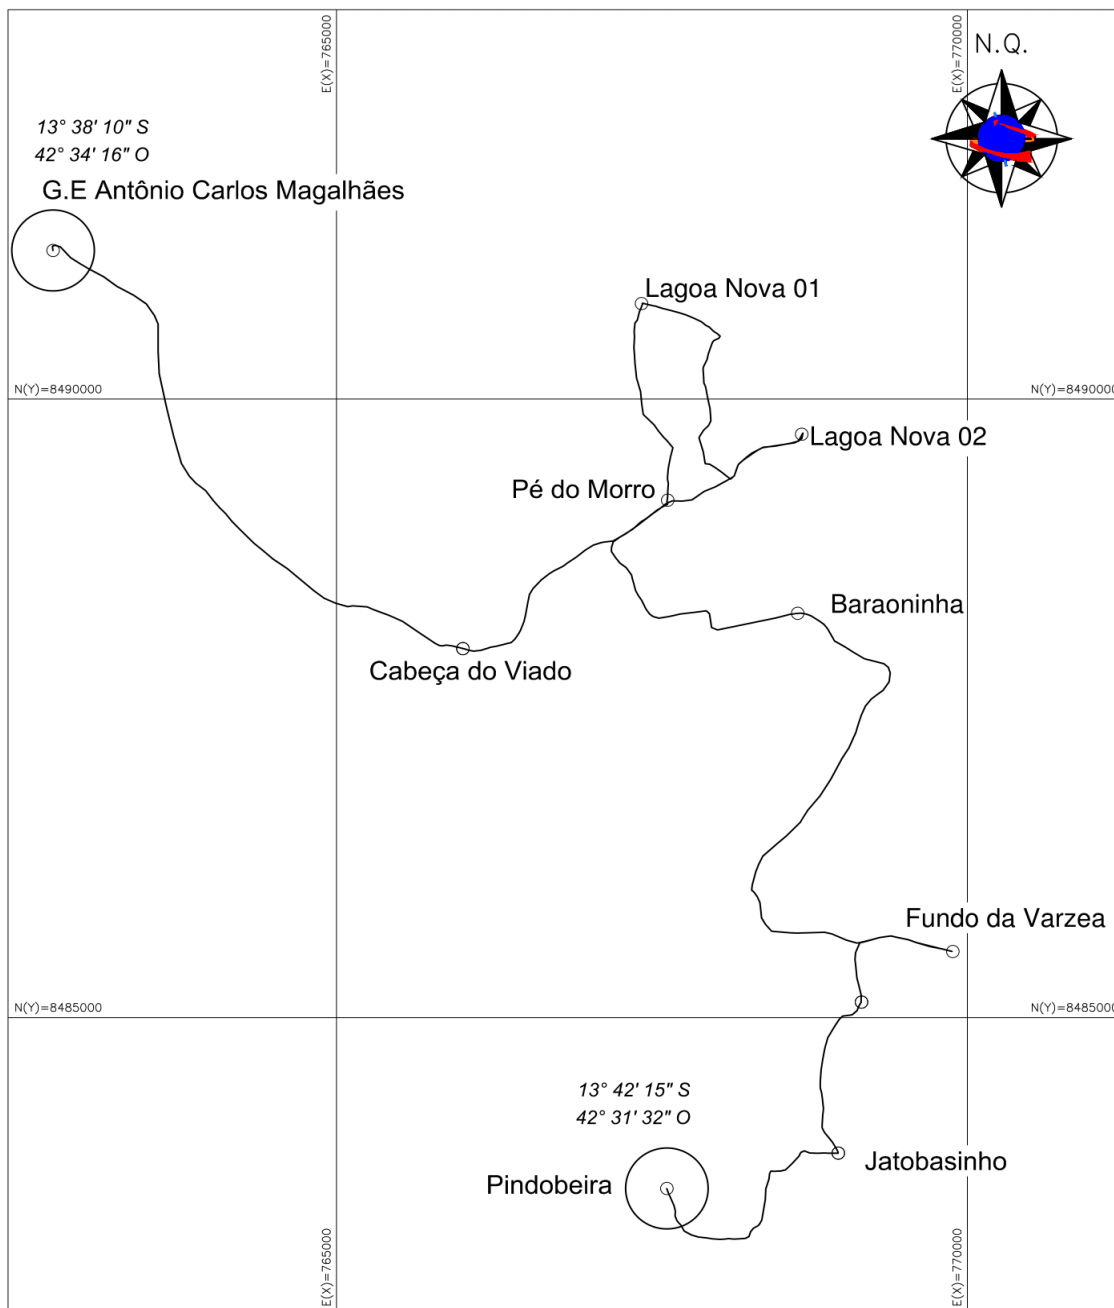 E(X)=765000
E(X)=770000
N.Q.
13° 38' 10" S
42° 34' 16" O
G.E Antônio Carlos Magalhães
Lagoa Nova 01
N(Y)=8490000
N(Y)=8490000
Lagoa Nova 02
Pé do Morro
Baraoninha
Cabeça do Viado
Fundo da Varzea
N(Y)=8485000
N(Y)=8485000
13° 42' 15" S
42° 31' 32" O
Jatobasinho
Pindobeira
E(X)=765000
E(X)=770000